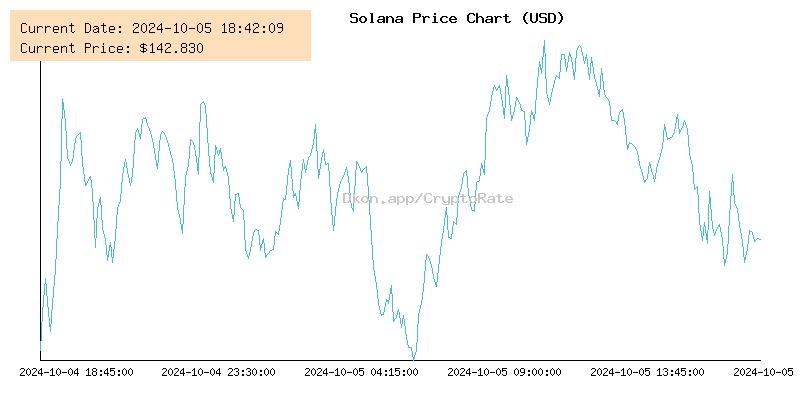 Solana Price Chart (USD)
Current Date: 2024-10-05 18:42:09
Current Price: $142.830
Dkon.app/CryptoRate
2024-10-04 18:45:00 2024-10-04 23:30:00 2024-10-05 04:15:00 2024-10-05 09:00:00 2024-10-05 13:45:00 2024-10-05